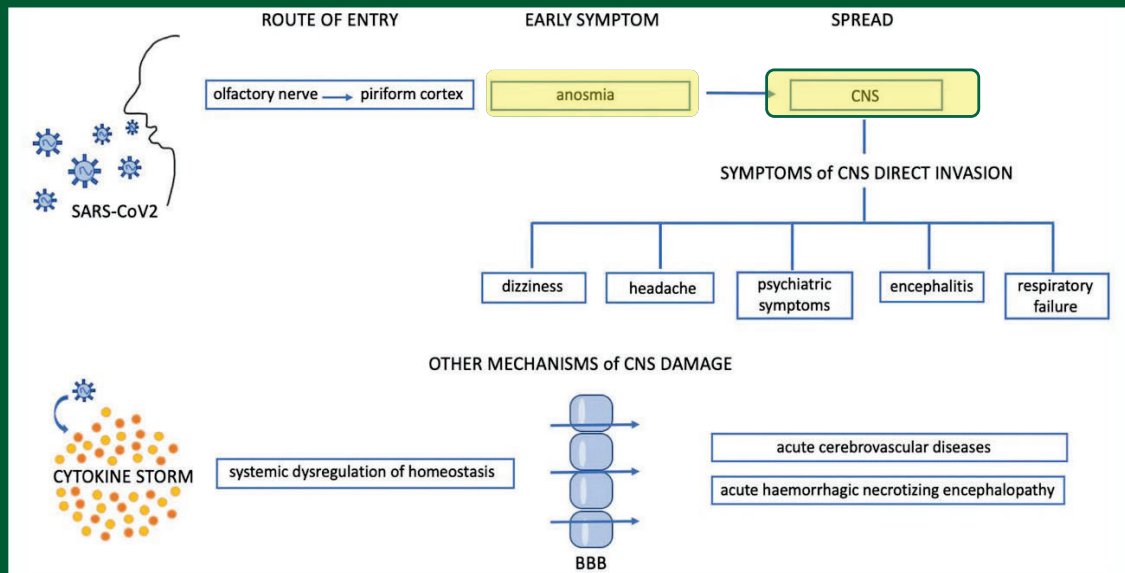 ROUTE OF ENTRY
EARLY SYMPTOM
SPREAD
olfactory nerve
piriform cortex
anosmia
CNS
SARS-CoV2
SYMPTOMS of CNS DIRECT INVASION
dizziness
headache
psychiatric
symptoms
encephalitis
respiratory
failure
OTHER MECHANISMS of CNS DAMAGE
CYTOKINE STORM
systemic dysregulation of homeostasis
BBB
acute cerebrovascular diseases
acute haemorrhagic necrotizing encephalopathy